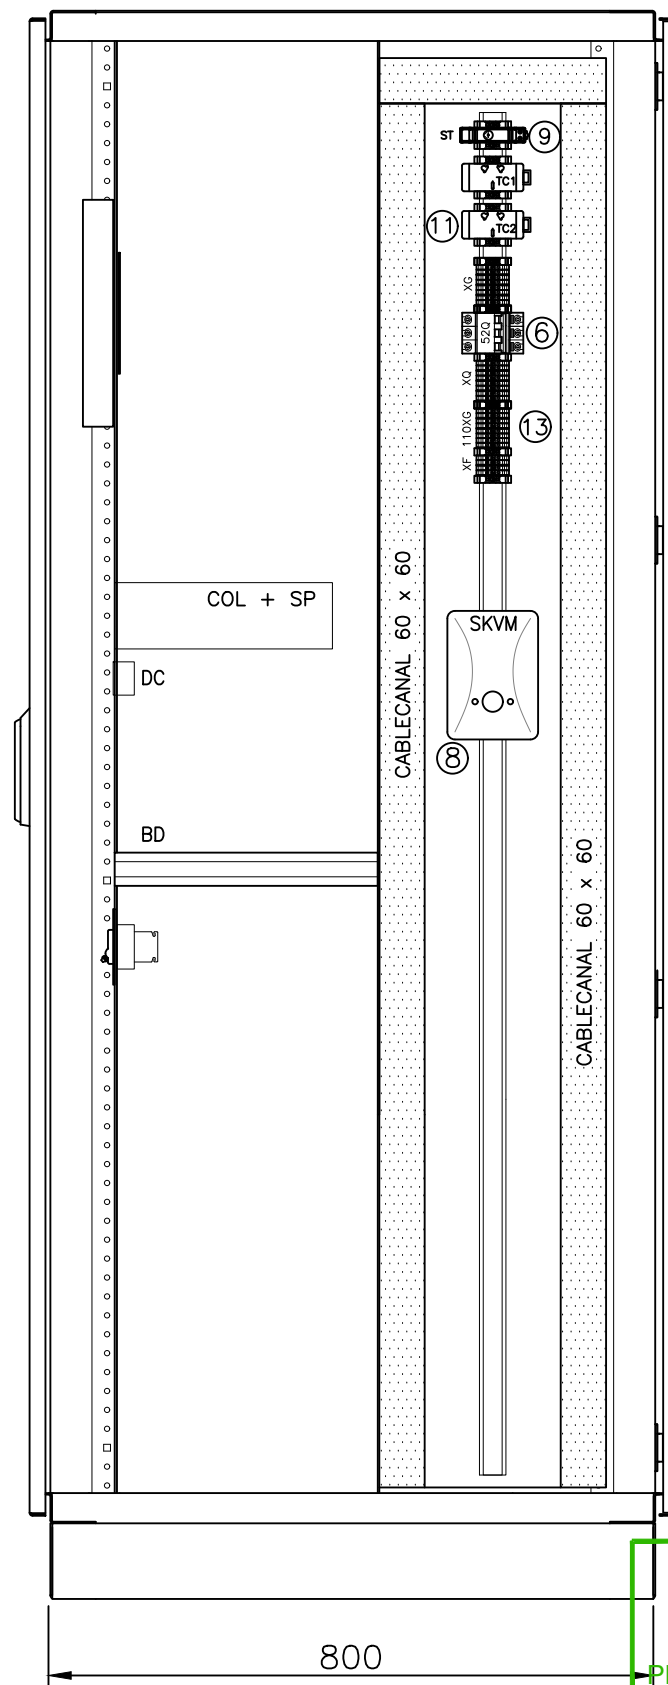 ST
9
TC1
11
TC2
XG
52Q
6
XQ
110XG
13
XF
COL + SP
SKVM
DC
CABLECANAL 60 x 60
8
BD
CABLECANAL 60 x 60
800